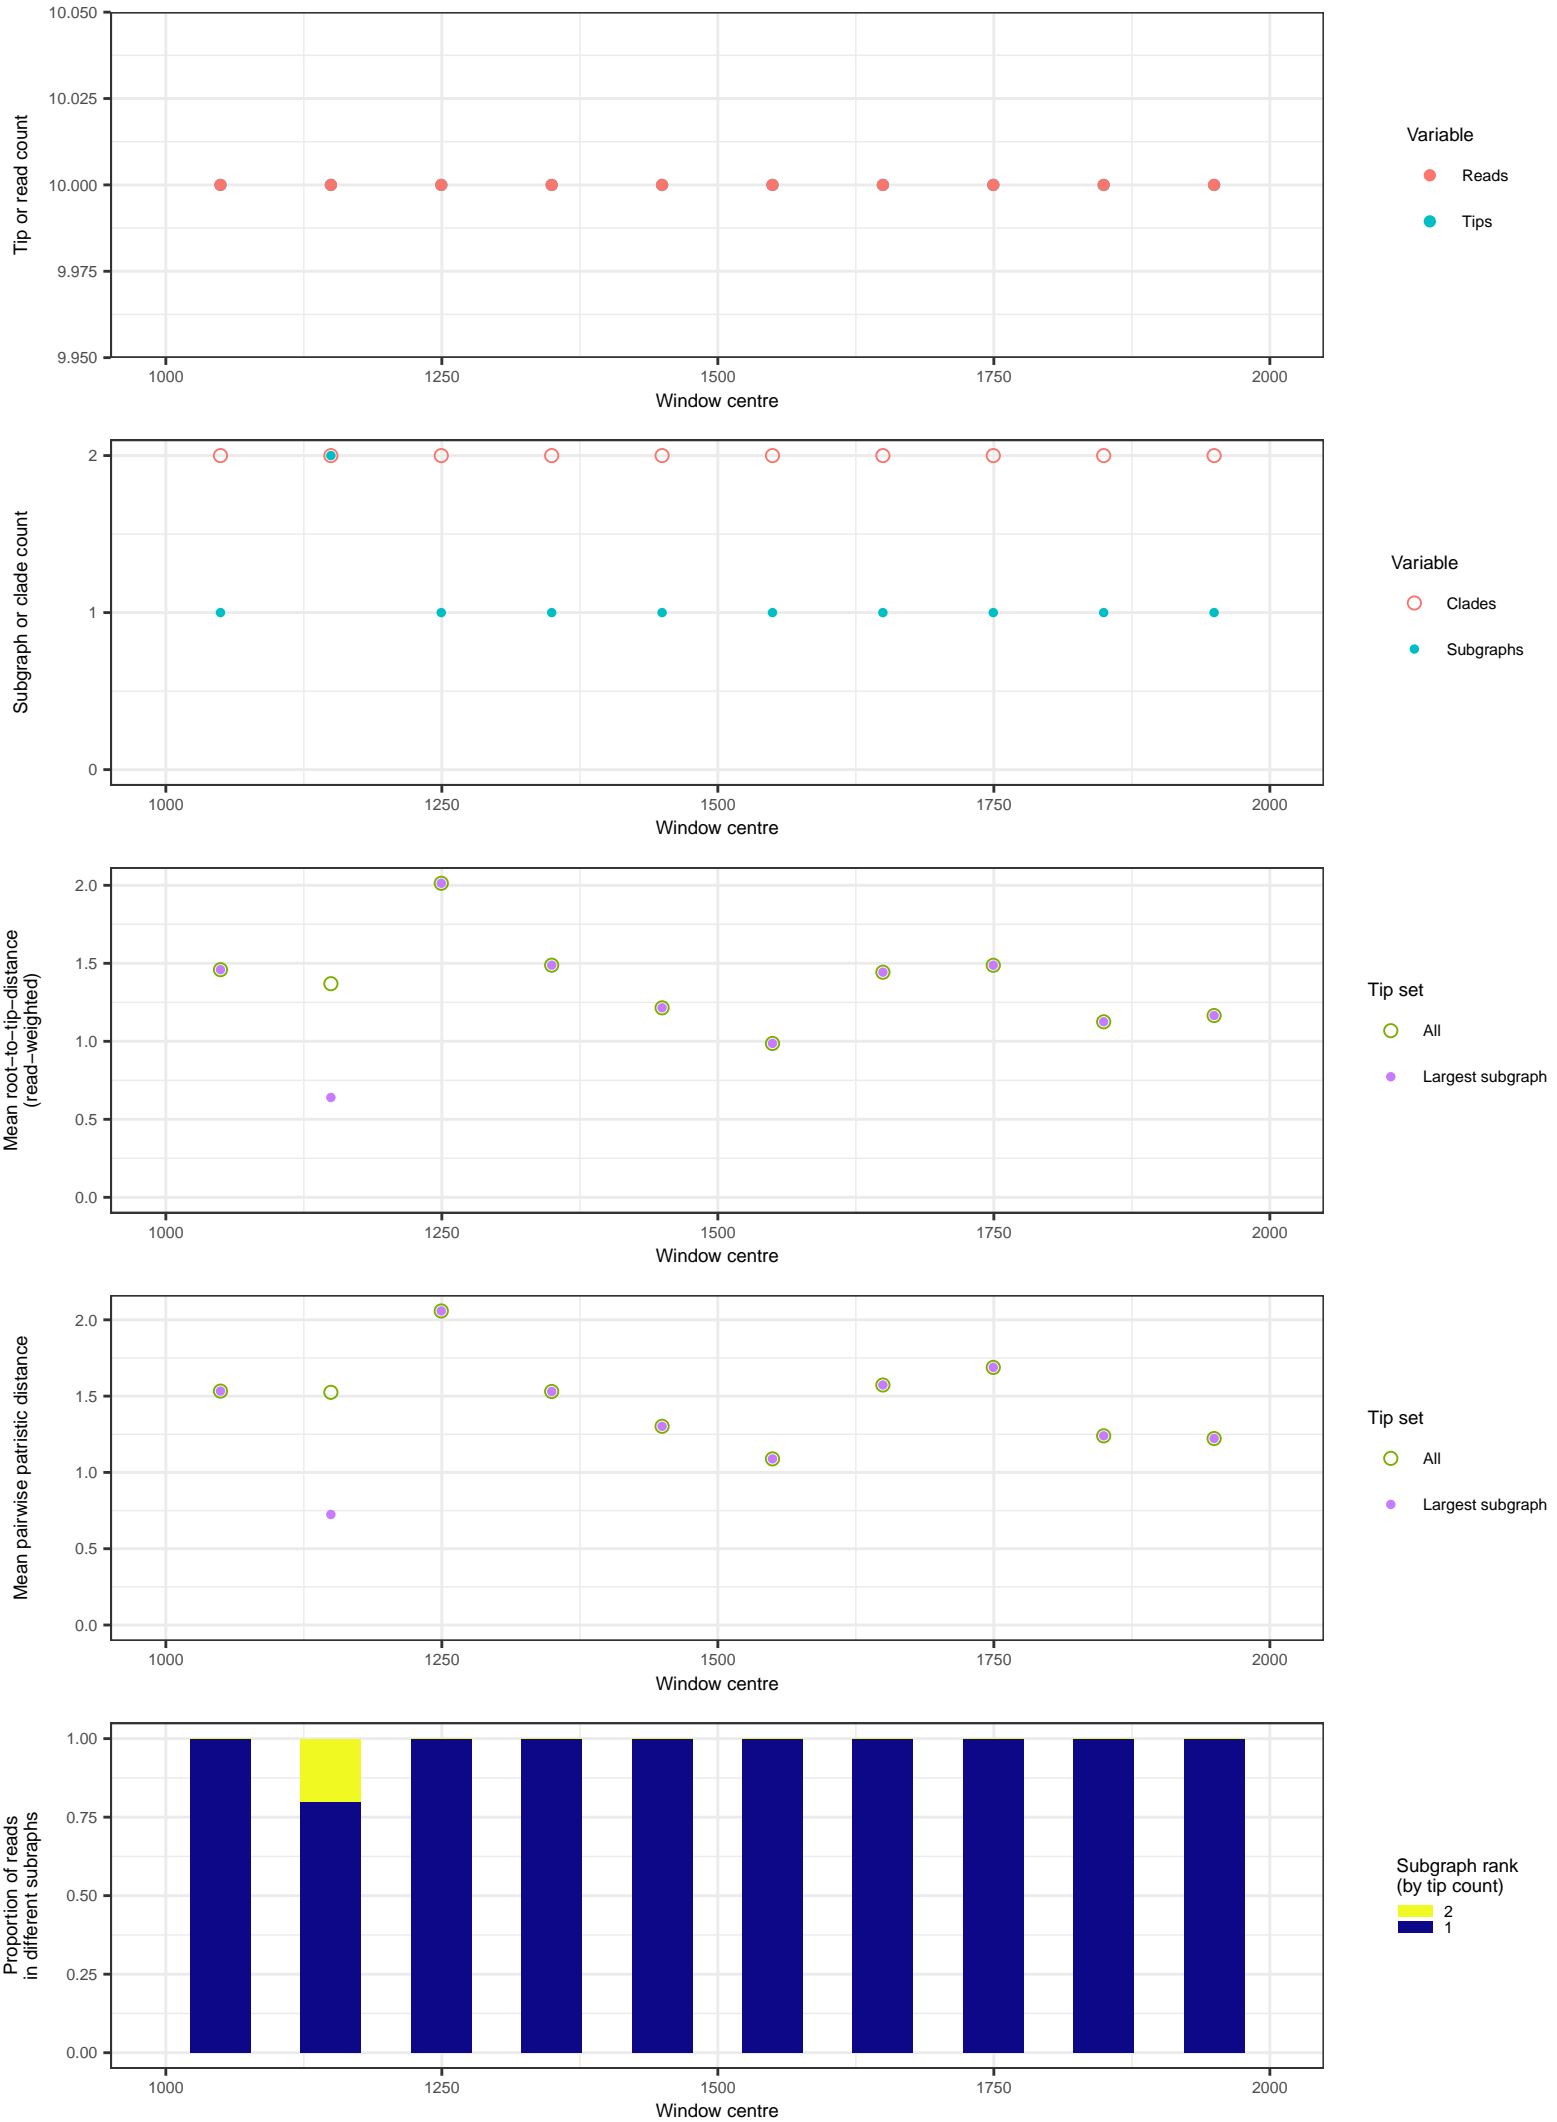 10.050
10.025
10.000
9.975
9.950
Tip or read count
1000 1250 1500 1750 2000
Window centre
Variable
Reads
Tips
2
1
0
Subgraph or clade count
1000 1250 1500 1750 2000
Window centre
Variable
Clades
Subgraphs
2.0
1.5
1.0
0.5
0.0
Mean root−to−tip−distance
(read−weighted)
1000 1250 1500 1750 2000
Window centre
Tip set
All
Largest subgraph
2.0
1.5
1.0
0.5
0.0
Mean pairwise patristic distance
1000 1250 1500 1750 2000
Window centre
Tip set
All
Largest subgraph
1.00
0.75
0.50
0.25
0.00
Proportion of reads
in different subraphs
1000 1250 1500 1750 2000
Window centre
Subgraph rank
(by tip count)
2
1